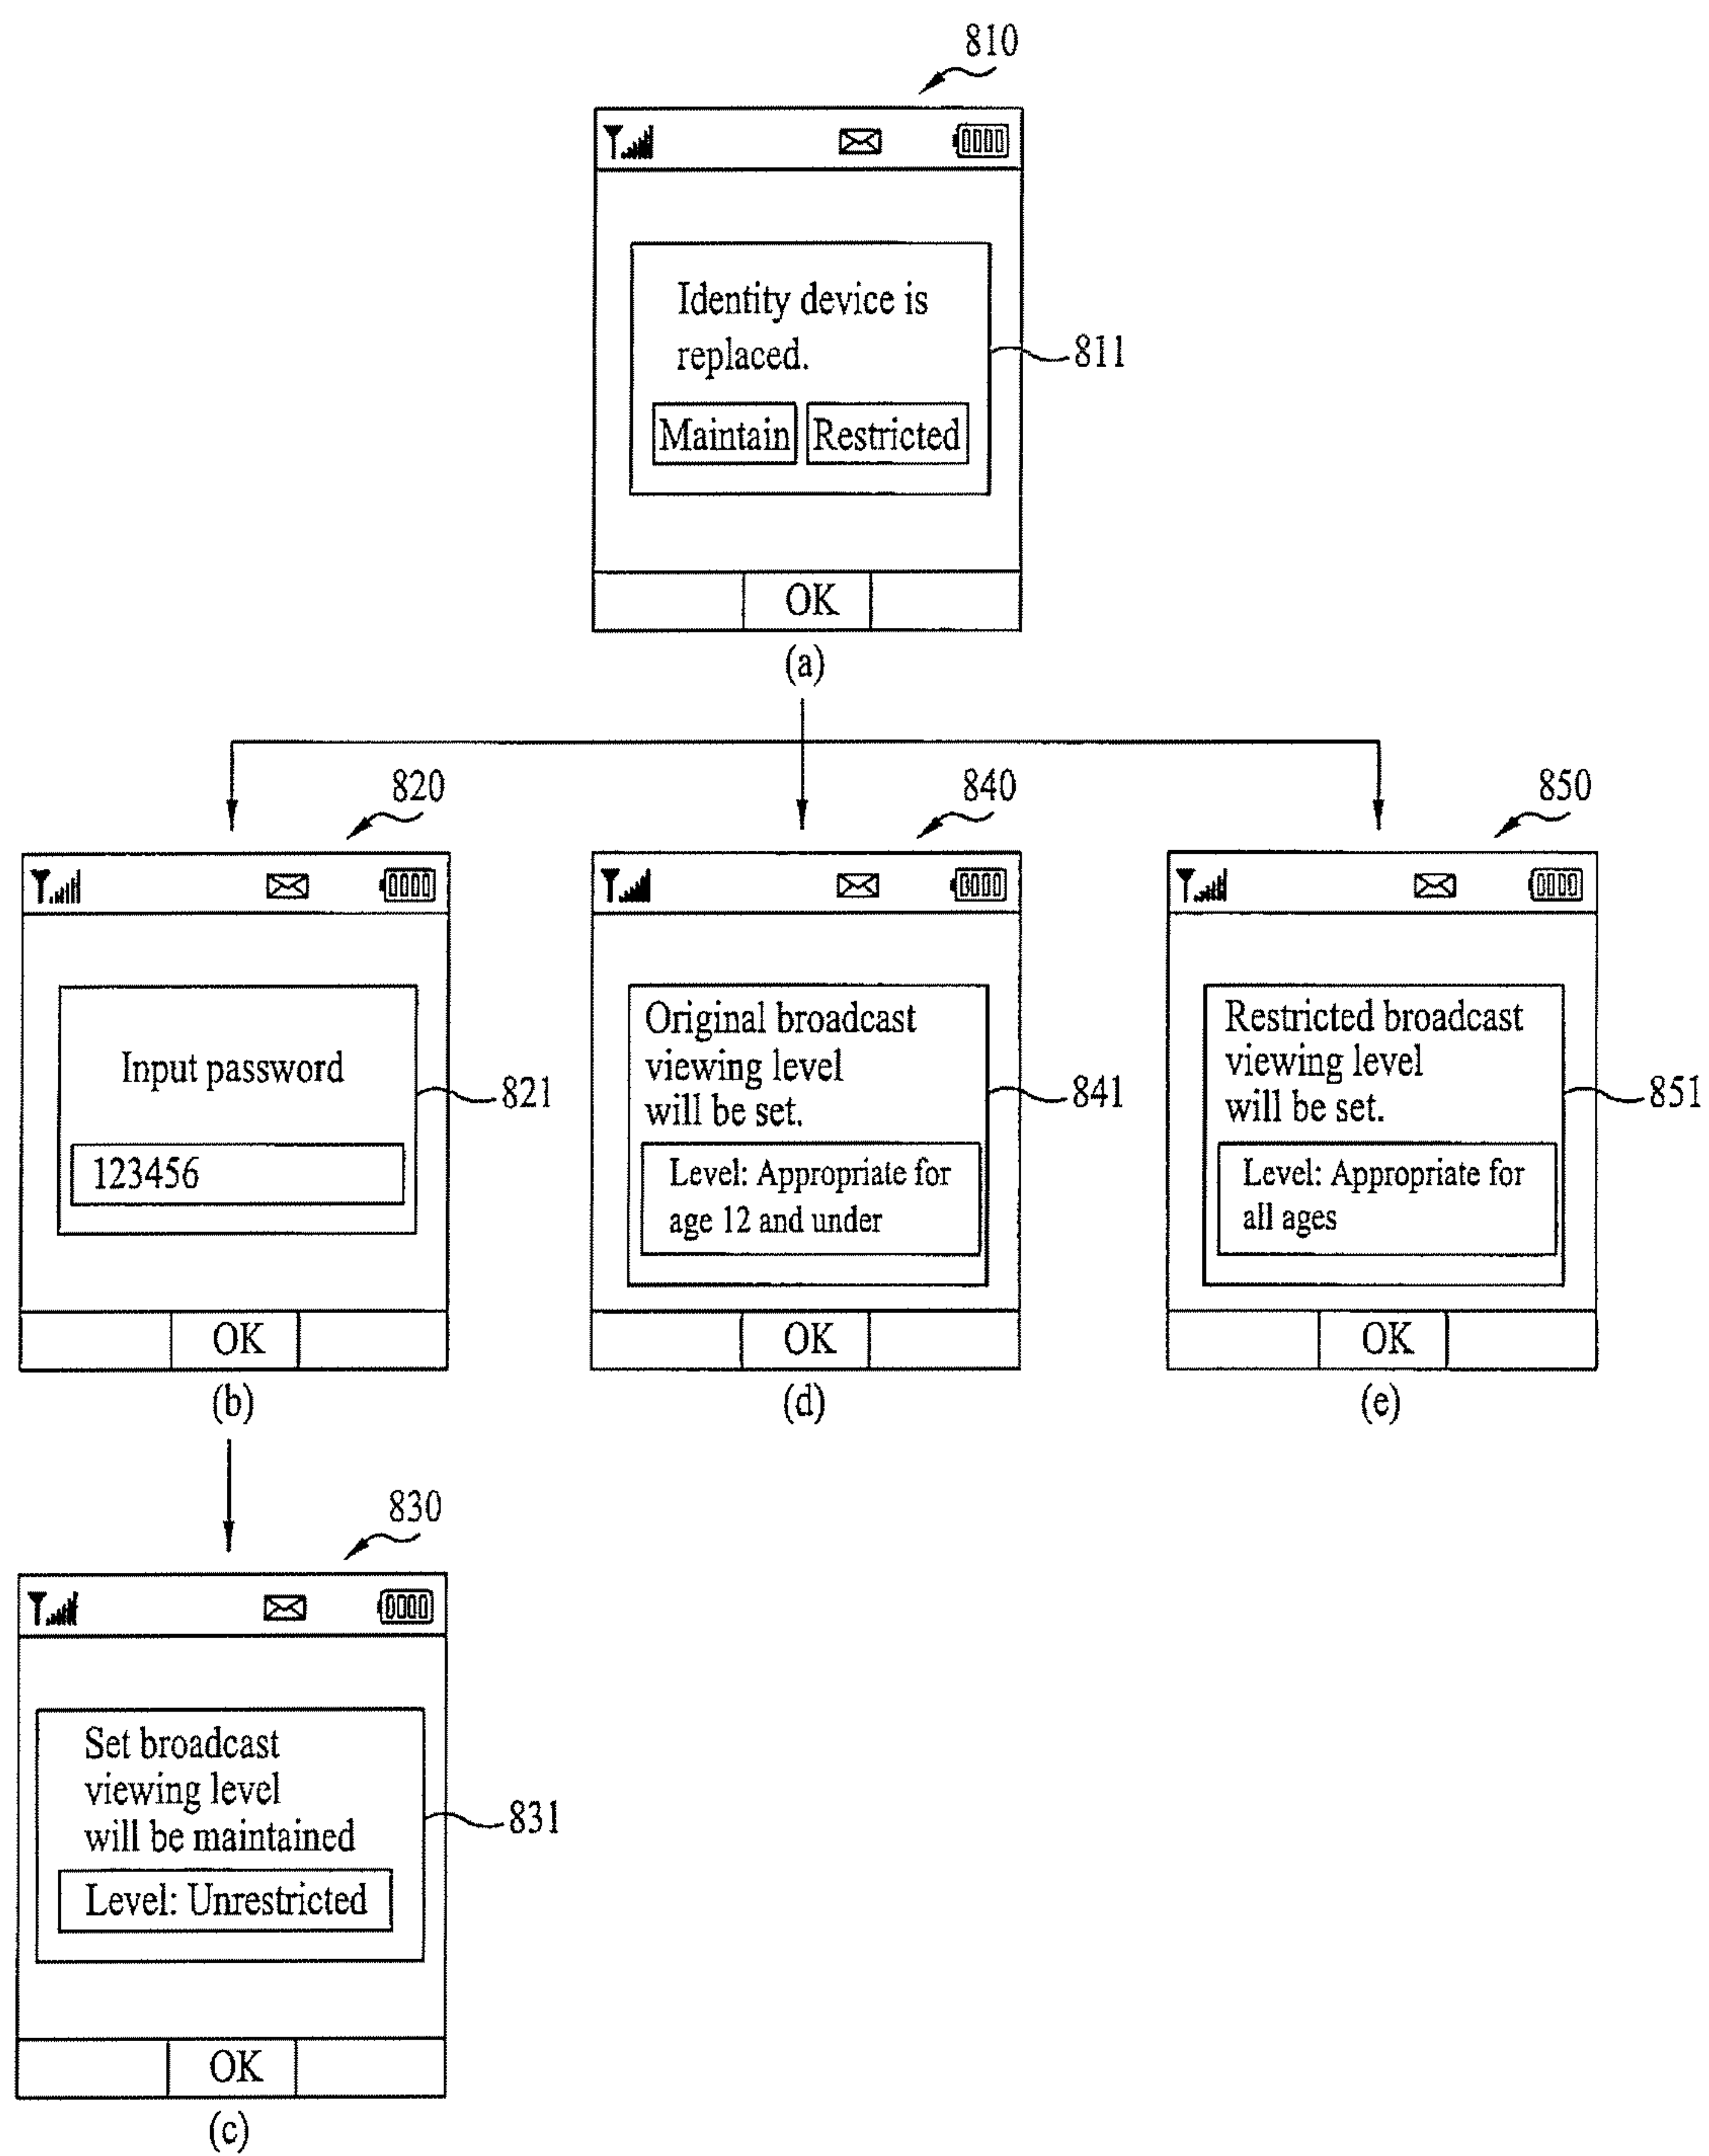 810
Identity device is
replaced.
811
Maintain Restricted
OK
(a)
820
840
850
Input password
821
123456
OK
(b)
Original broadcast
viewing level
will be set.
841
Level: Appropriate for
age 12 and under
OK
(d)
Restricted broadcast
viewing level
will be set.
851
Level: Appropriate for
all ages
OK
(e)
830
Set broadcast
viewing level
will be maintained
831
Level: Unrestricted
OK
(c)